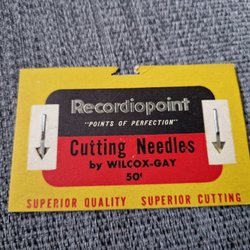 Recordiopoint
"POINTS OF PERFECTION"
Cutting Needles
by WILCOX-GAY
50¢
SUPERIOR QUALITY SUPERIOR CUTTING